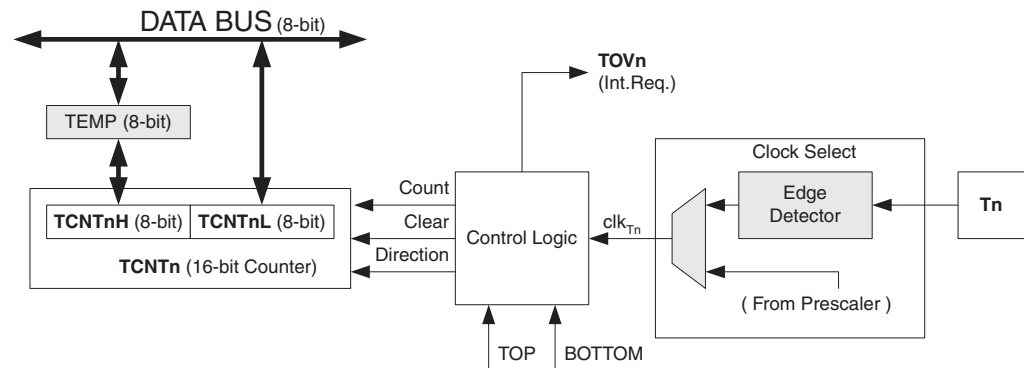 DATA BUS (8-bit)
TOVn
(Int.Req.)
TEMP (8-bit)
Clock Select
Count
Edge
Detector
Tn
TCNTnH (8-bit) TCNTnL (8-bit)
Clear
Control Logic
clkTn
TCNTn (16-bit Counter)
Direction
( From Prescaler )
TOP
BOTTOM